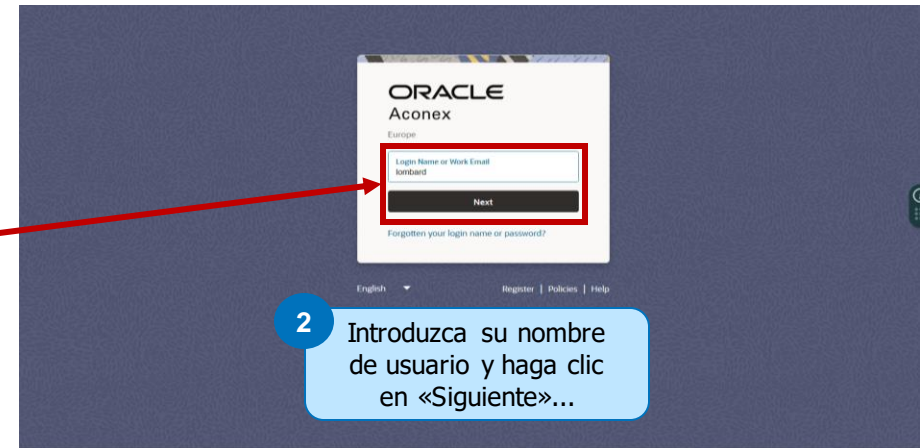 ORACLE
Aconex
Europe
Login Name or Work Email
lombard
Next
Forgotten your login name or password?
English
Register | Policies | Help
2
Introduzca su nombre
de usuario y haga clic
en «Siguiente»...